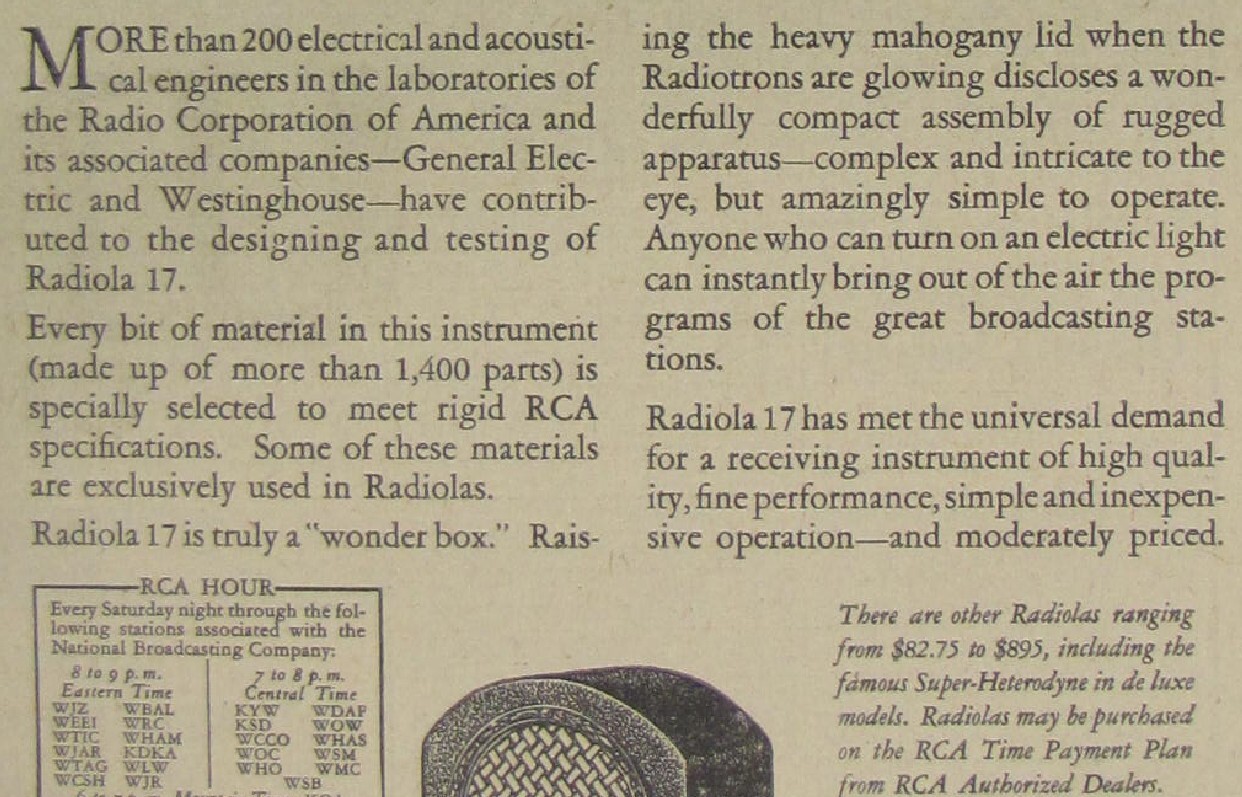 MORE than 200 electrical and acousti-
cal engineers in the laboratories of
the Radio Corporation of America and
its associated companies—General Elec-
tric and Westinghouse—have contrib-
uted to the designing and testing of
Radiola 17.
Every bit of material in this instrument
(made up of more than 1,400 parts) is
specially selected to meet rigid RCA
specifications. Some of these materials
are exclusively used in Radiolas.
Radiola 17 is truly a "wonder box." Rais-
ing the heavy mahogany lid when the
Radiotrons are glowing discloses a won-
derfully compact assembly of rugged
apparatus—complex and intricate to the
eye, but amazingly simple to operate.
Anyone who can turn on an electric light
can instantly bring out of the air the pro-
grams of the great broadcasting sta-
tions.
Radiola 17 has met the universal demand
for a receiving instrument of high qual-
ity, fine performance, simple and inexpen-
sive operation—and moderately priced.
RCA HOUR
Every Saturday night through the fol-
lowing stations associated with the
National Broadcasting Company:
8 to 9 p.m.
Eastern Time
WJZ WBAL
WEEI WRC
WTIC WHAM
WJAR KDKA
WTAG WLW
WCSH WJR
7 to 8 p.m.
Central Time
KYW WDAF
KSD WOW
WCCO WHAS
WOC WSM
WHO WMC
WSB
There are other Radiolas ranging
from $82.75 to $895, including the
famous Super-Heterodyne in de luxe
models. Radiolas may be purchased
on the RCA Time Payment Plan
from RCA Authorized Dealers.